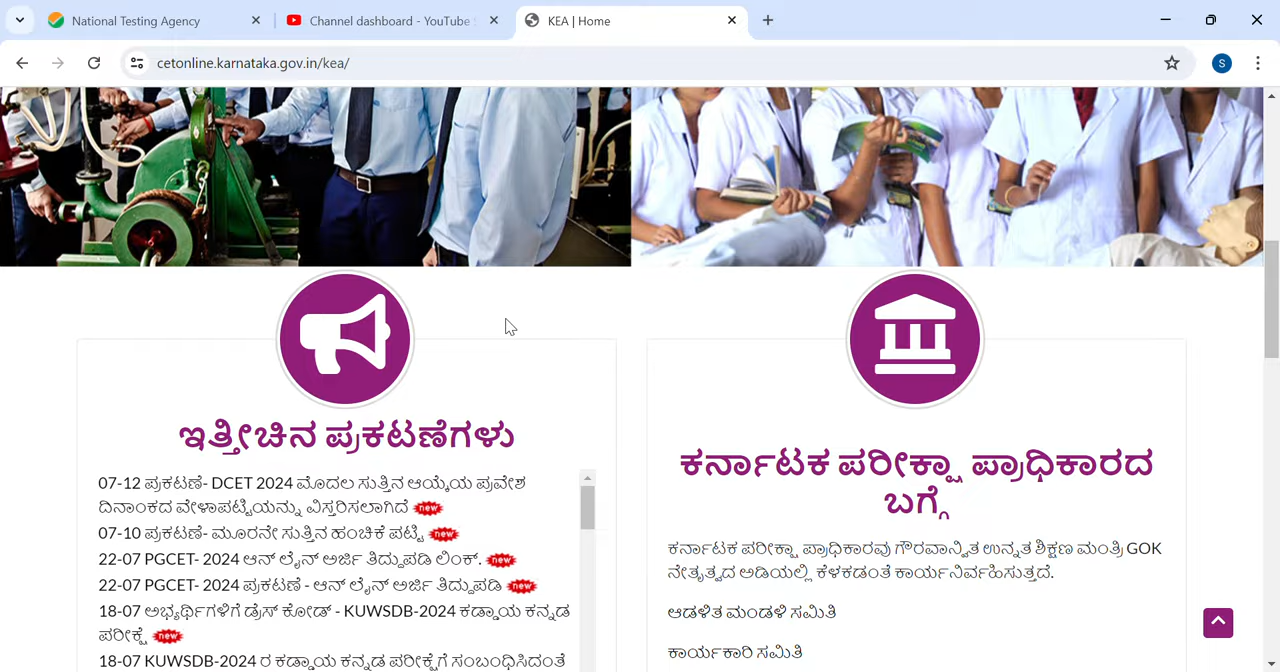 National Testing Agency
Channel dashboard - YouTube
KEA | Home
cetonline.karnataka.gov.in/kea/
S
ಇತ್ತೀಚಿನ ಪ್ರಕಟಣೆಗಳು
07-12 ಪ್ರಕಟಣೆ- DCET 2024 ಮೊದಲ ಸುತ್ತಿನ ಆಯ್ಕೆಯ ಪ್ರವೇಶ
ದಿನಾಂಕದ ವೇಳಾಪಟ್ಟಿಯನ್ನು ವಿಸ್ತರಿಸಲಾಗಿದೆ new
07-10 ಪ್ರಕಟಣೆ- ಮೂರನೇ ಸುತ್ತಿನ ಹಂಚಿಕೆ ಪಟ್ಟಿ new
22-07 PGCET- 2024 ಆನ್ ಲೈನ್ ಅರ್ಜಿ ತಿದ್ದುಪಡಿ ಲಿಂಕ್. new
22-07 PGCET- 2024 ಪ್ರಕಟಣೆ - ಆನ್ ಲೈನ್ ಅರ್ಜಿ ತಿದ್ದುಪಡಿ new
18-07 ಅಭ್ಯರ್ಥಿಗಳಿಗೆ ಡ್ರೆಸ್ ಕೋಡ್ - KUWSDB-2024 ಕಡ್ಡಾಯ ಕನ್ನಡ
ಪರೀಕ್ಷೆ new
18-07 KUWSDB-2024 ರ ಕಡ್ಡಾಯ ಕನ್ನಡ ಪರೀಕ್ಷೆಗೆ ಸಂಬಂಧಿಸಿದಂತೆ
ಕರ್ನಾಟಕ ಪರೀಕ್ಷಾ ಪ್ರಾಧಿಕಾರದ
ಬಗ್ಗೆ
ಕರ್ನಾಟಕ ಪರೀಕ್ಷಾ ಪ್ರಾಧಿಕಾರವು ಗೌರವಾನ್ವಿತ ಉನ್ನತ ಶಿಕ್ಷಣ ಮಂತ್ರಿ GOK
ನೇತೃತ್ವದ ಅಡಿಯಲ್ಲಿ ಕೆಳಕಡಂತೆ ಕಾರ್ಯನಿರ್ವಹಿಸುತ್ತದೆ.
ಆಡಳಿತ ಮಂಡಳಿ ಸಮಿತಿ
ಕಾರ್ಯಕಾರಿ ಸಮಿತಿ